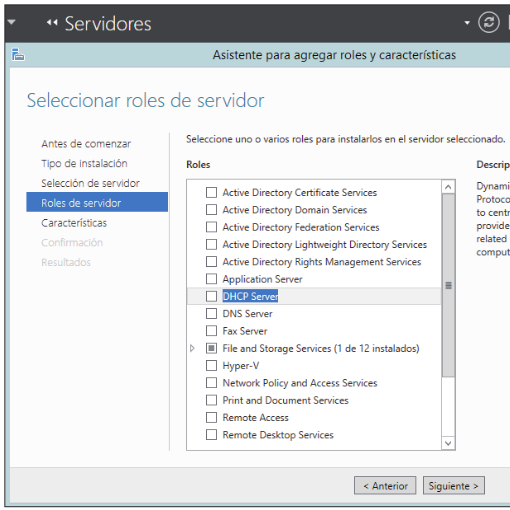 Servidores
Asistente para agregar roles y características
Seleccionar roles de servidor
Antes de comenzar
Tipo de instalación
Selección de servidor
Roles de servidor
Características
Confirmación
Resultados
Seleccione uno o varios roles para instalarlos en el servidor seleccionado.
Roles
Active Directory Certificate Services
Active Directory Domain Services
Active Directory Federation Services
Active Directory Lightweight Directory Services
Active Directory Rights Management Services
Application Server
DHCP Server
DNS Server
Fax Server
File and Storage Services (1 de 12 instalados)
Hyper-V
Network Policy and Access Services
Print and Document Services
Remote Access
Remote Desktop Services
Descrip
Dynami
Protoco
to centr
provide
related
comput
< Anterior
Siguiente >